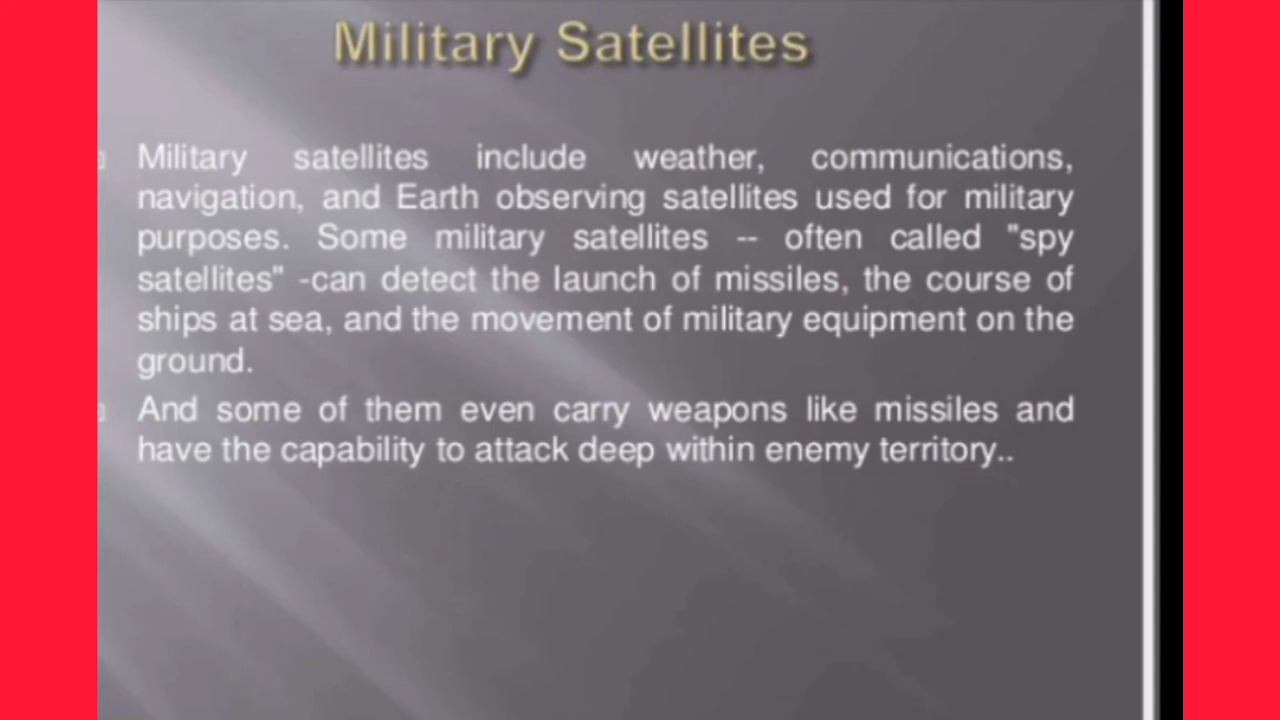 Military Satellites
Military satellites include weather, communications,
navigation, and Earth observing satellites used for military
purposes. Some military satellites -- often called "spy
satellites" -can detect the launch of missiles, the course of
ships at sea, and the movement of military equipment on the
ground.
And some of them even carry weapons like missiles and
have the capability to attack deep within enemy territory..